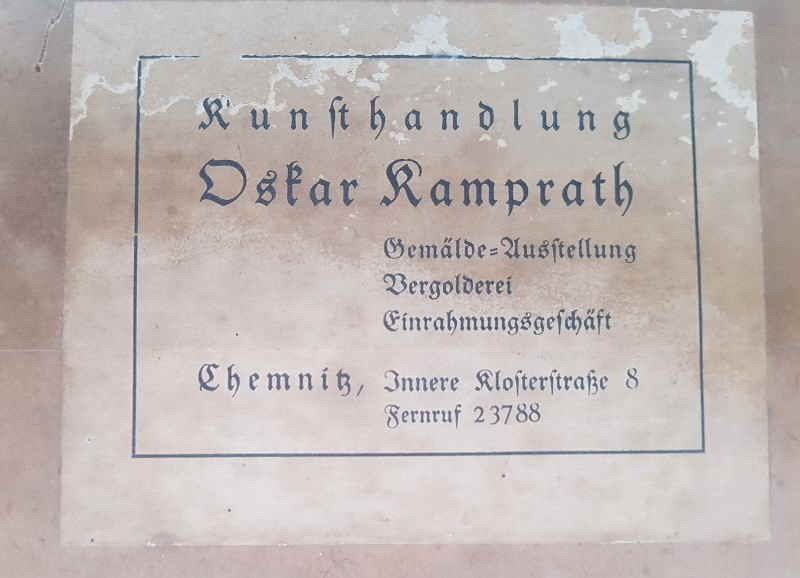 Kunsthandlung
Oskar Kamprath
Gemälde-Ausstellung
Vergolderei
Einrahmungsgeschäft
Chemnitz, Innere Klosterstraße 8
Fernruf 23788